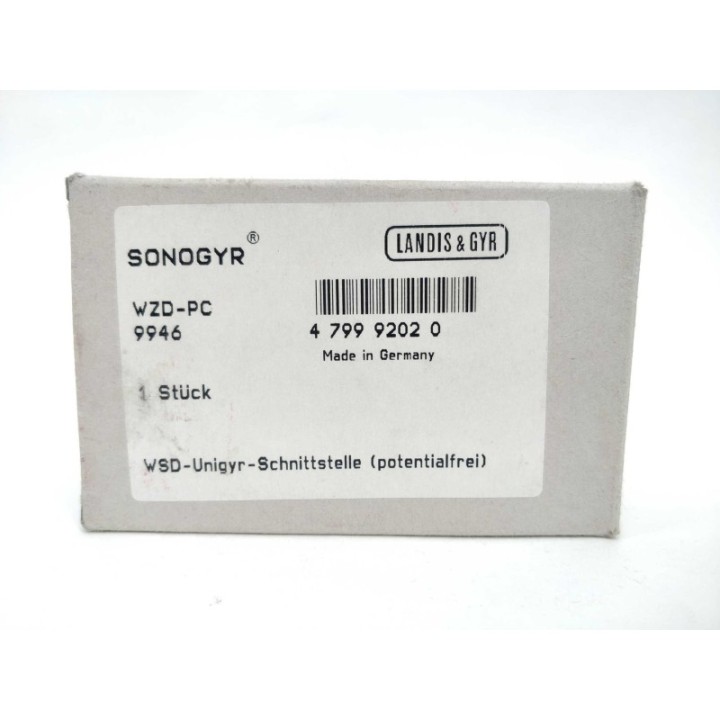 SONOGYR®
LANDIS & GYR
WZD-PC
9946
4 799 9202 0
Made in Germany
1 Stück
WSD-Unigyr-Schnittstelle (potentialfrei)